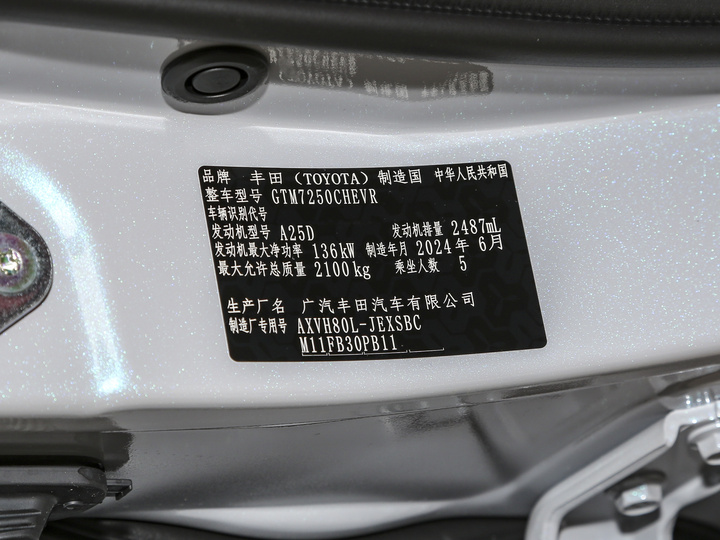 品牌 丰田（TOYOTA）制造国 中华人民共和国
整车型号 GTM7250CHEVR
车辆识别代号
发动机型号 A25D 发动机排量 2487mL
发动机最大净功率 136kW 制造年月 2024年 6月
最大允许总质量 2100kg 乘坐人数 5
生产厂名 广汽丰田汽车有限公司
制造厂专用号 AXVH80L-JEXSBC
M11FB30PB11